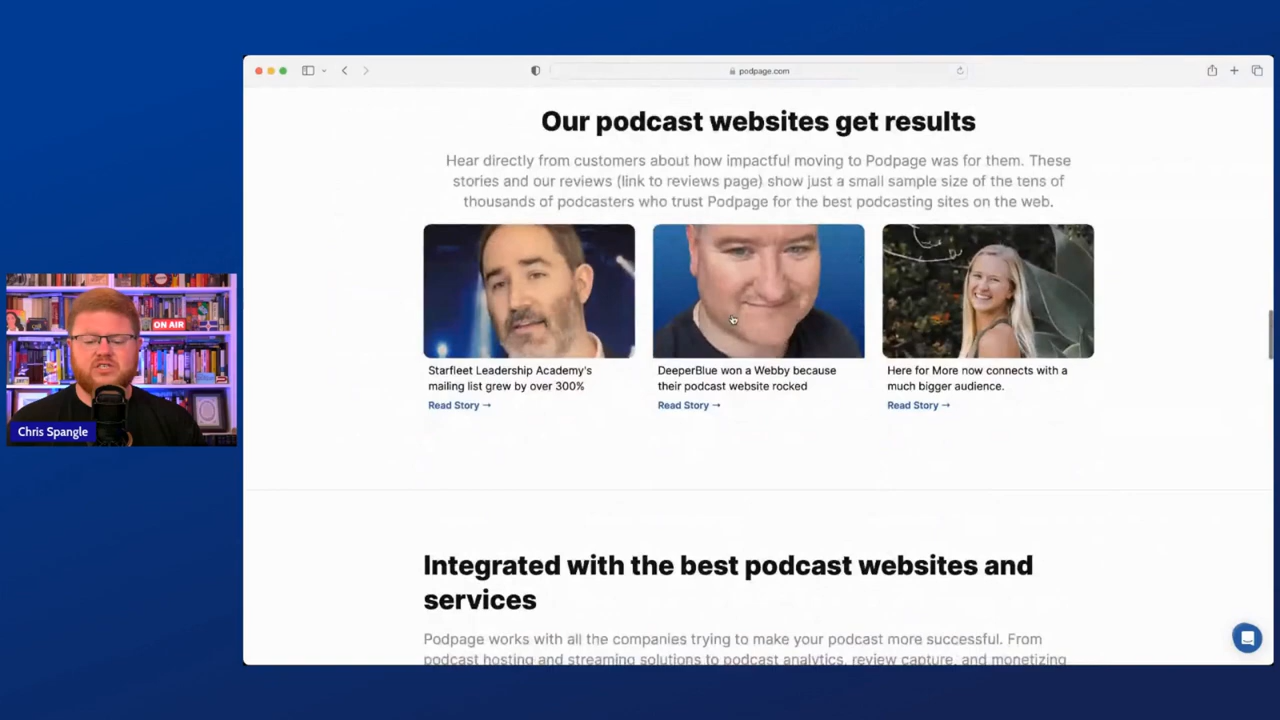 podpage.com
Our podcast websites get results
Hear directly from customers about how impactful moving to Podpage was for them. These
stories and our reviews (link to reviews page) show just a small sample size of the tens of
thousands of podcasters who trust Podpage for the best podcasting sites on the web.
ON AIR
Chris Spangle
Starfleet Leadership Academy's
mailing list grew by over 300%
Read Story →
DeeperBlue won a Webby because
their podcast website rocked
Read Story →
Here for More now connects with a
much bigger audience.
Read Story →
Integrated with the best podcast websites and
services
Podpage works with all the companies trying to make your podcast more successful. From
podcast hosting and streaming solutions to podcast analytics, review capture, and monetizing